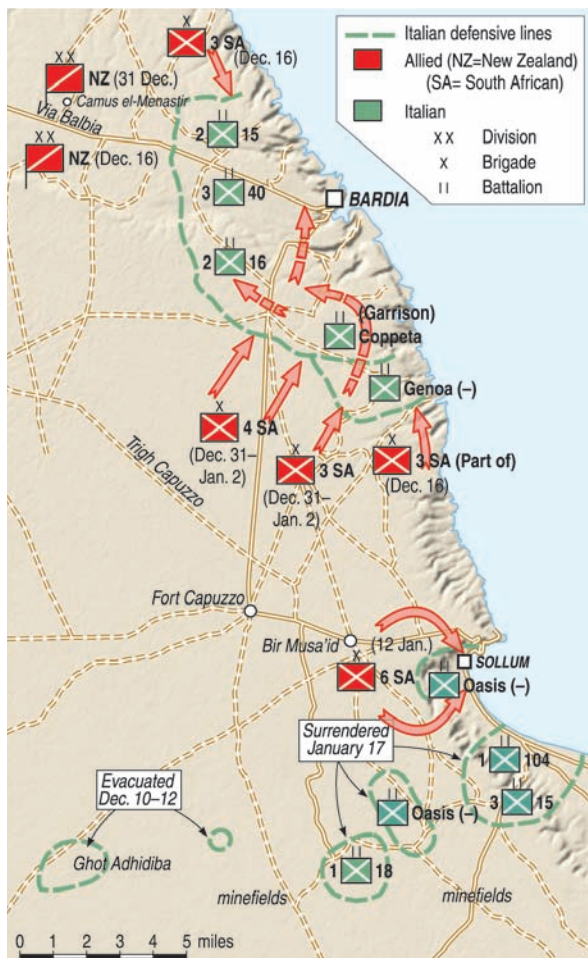 3 SA
(Dec. 16)
X X
NZ (31 Dec.)
Camus el-Menastir
Via Balbia
X X
NZ (Dec. 16)
Italian defensive lines
Allied (NZ=New Zealand)
(SA= South African)
Italian
X X Division
X Brigade
I I Battalion
2 15
3 40
BARDIA
2 16
(Garrison)
Coppeta
Genoa (–)
X
4 SA
(Dec. 31–
Jan. 2)
X
3 SA
(Dec. 31–
Jan. 2)
X
3 SA (Part of)
(Dec. 16)
Trigh Capuzzo
Fort Capuzzo
Bir Musa'id
(12 Jan.)
X
6 SA
SOLLUM
Oasis (–)
Surrendered
January 17
1 104
3 15
Evacuated
Dec. 10–12
Oasis (–)
Ghot Adhidiba
1 18
minefields
minefields
0 1 2 3 4 5 miles